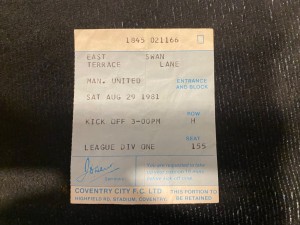 1845 021166
EAST SWAN
TERRACE LANE
MAN. UNITED
ENTRANCE
AND BLOCK
SAT AUG 29 1981
KICK OFF 3-00PM
ROW
H
LEAGUE DIV ONE
SEAT
155
COVENTRY CITY F.C. LTD
HIGHFIELD RD. STADIUM, COVENTRY.
THIS PORTION TO
BE RETAINED